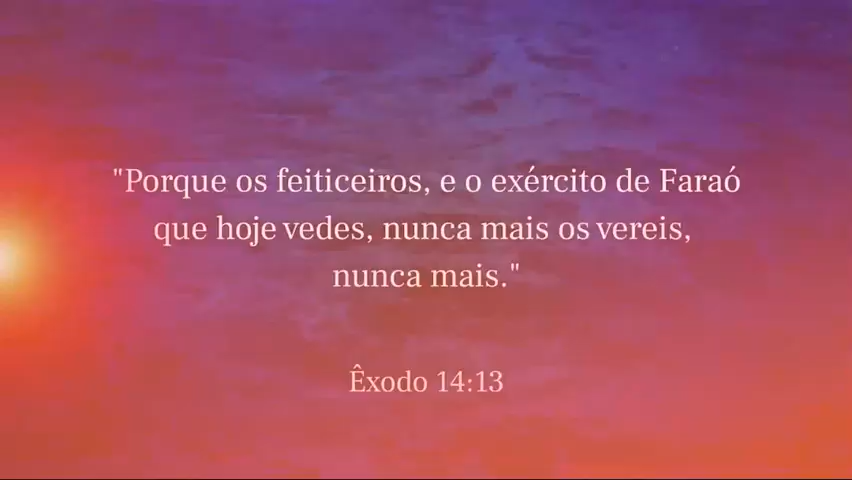 "Porque os feiticeiros, e o exército de Faraó
que hoje vedes, nunca mais os vereis,
nunca mais."
Êxodo 14:13